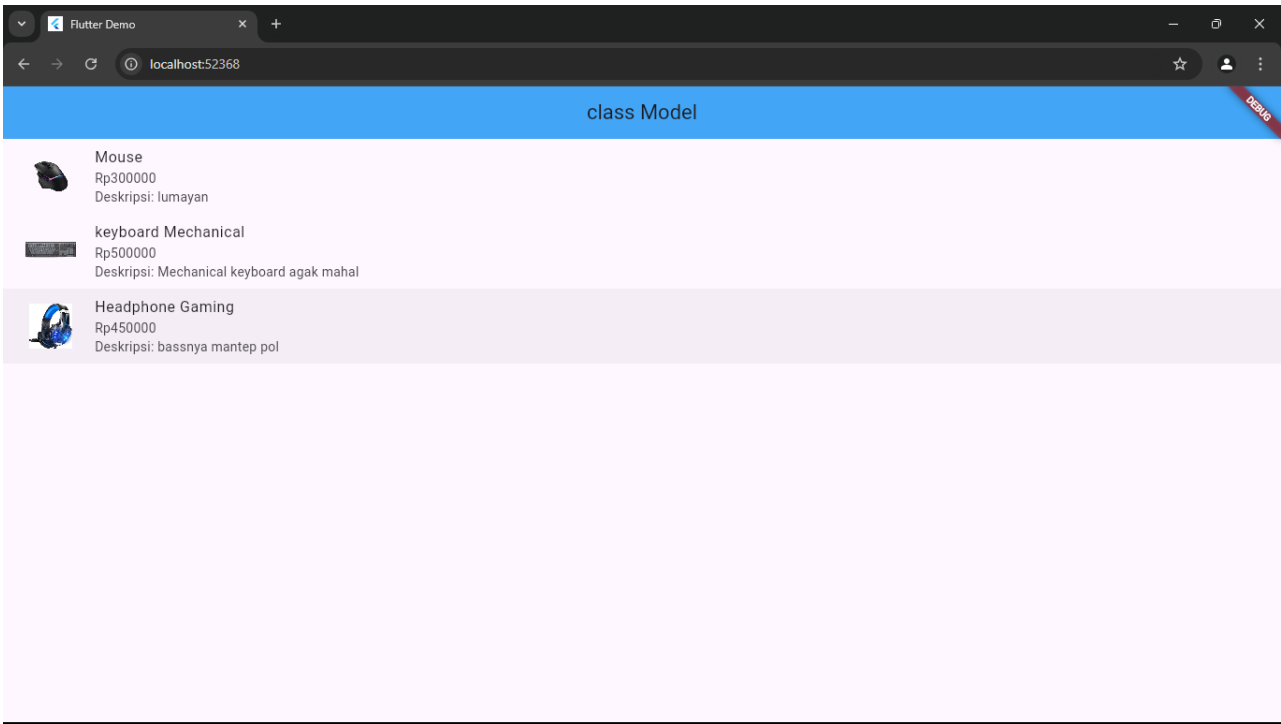 Flutter Demo
localhost:52368
class Model
DEBUG
Mouse
Rp300000
Deskripsi: lumayan
keyboard Mechanical
Rp500000
Deskripsi: Mechanical keyboard agak mahal
Headphone Gaming
Rp450000
Deskripsi: bassnya mantep pol